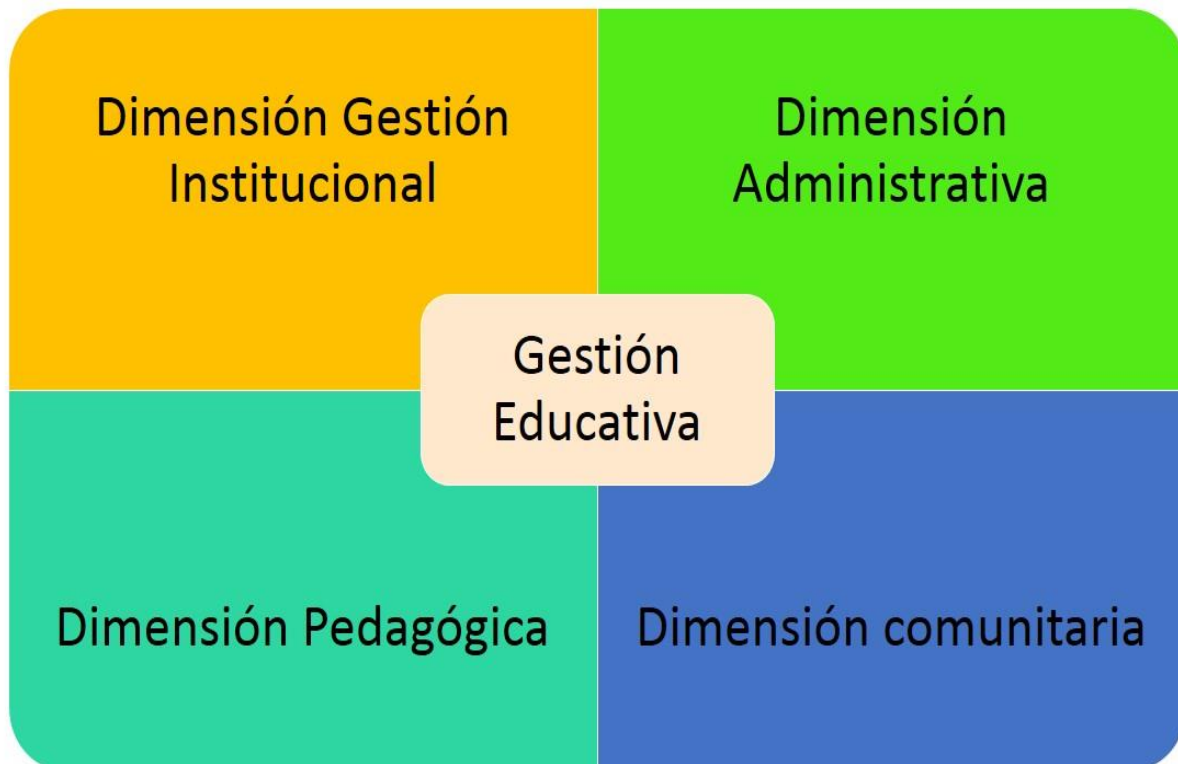 Dimensión Gestión
Institucional
Dimensión
Administrativa
Gestión
Educativa
Dimensión Pedagógica
Dimensión comunitaria